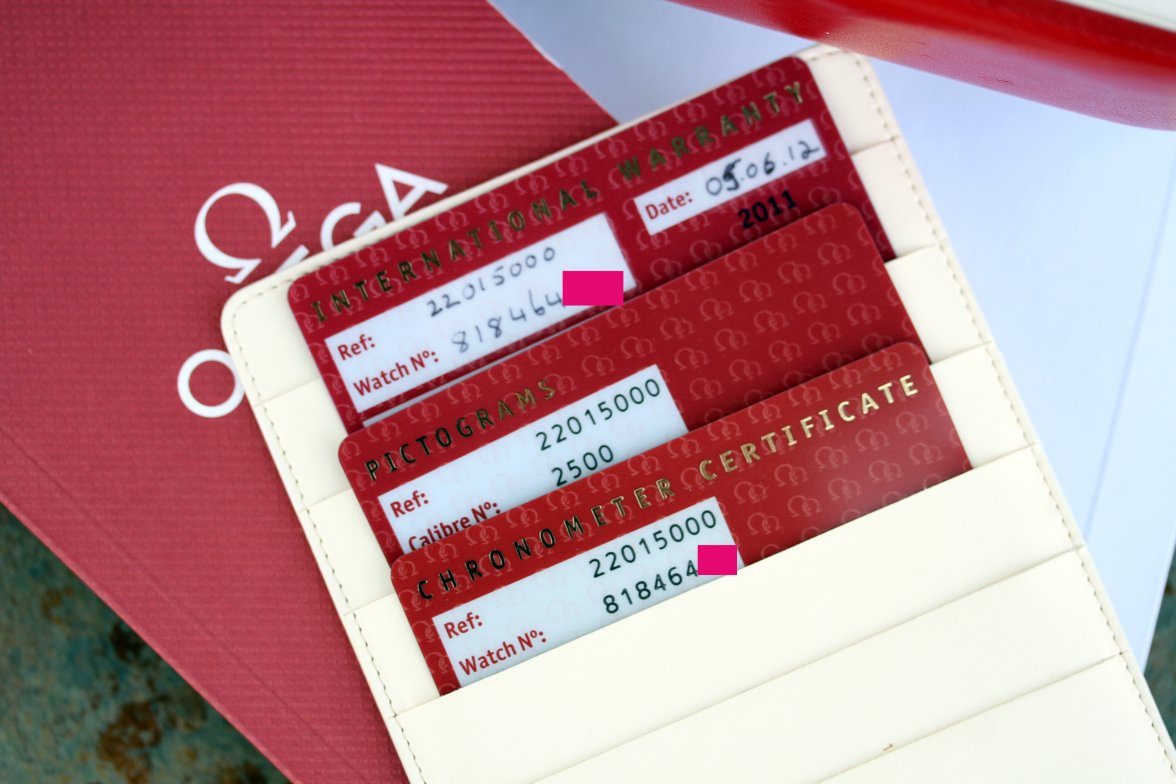 Ω
OMEGA
INTERNATIONAL WARRANTY
Date: 05.06.12
2011
Ref: 22015000
Watch Nº: 818464
PICTOGRAMS
Ref: 22015000
Calibre Nº: 2500
CHRONOMETER CERTIFICATE
Ref: 22015000
Watch Nº: 818464